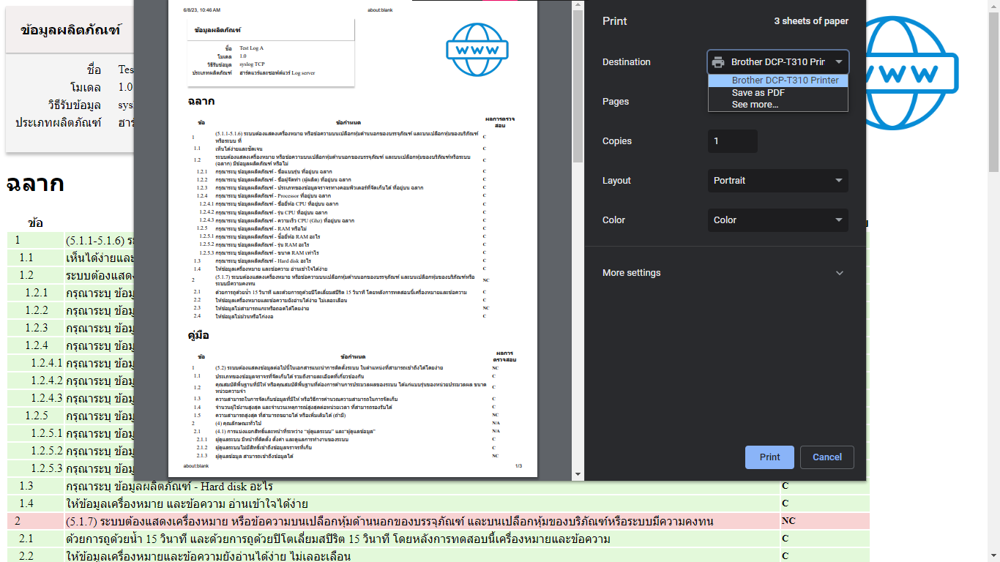 ข้อมูลผลิตภัณฑ์
ชื่อ Tes
โมเดล 1.0
วิธีรับข้อมูล sys
ประเภทผลิตภัณฑ์ ฮาร์
ฉลาก
ข้อ
1 (5.1.1-5.1.6)
1.1 เห็นได้ง่ายและ
1.2 ระบบต้องแสดง
1.2.1 กรุณาระบุ ข้อมู
1.2.2 กรุณาระบุ ข้อมู
1.2.3 กรุณาระบุ ข้อมู
1.2.4 กรุณาระบุ ข้อมู
1.2.4.1 กรุณาระบุ ข้อมู
1.2.4.2 กรุณาระบุ ข้อมู
1.2.4.3 กรุณาระบุ ข้อมู
1.2.5 กรุณาระบุ ข้อมู
1.2.5.1 กรุณาระบุ ข้อมู
1.2.5.2 กรุณาระบุ ข้อมู
1.2.5.3 กรุณาระบุ ข้อมู
1.3 กรุณาระบุ ข้อมูลผลิตภัณฑ์ - Hard disk อะไร C
1.4 ให้ข้อมูลเครื่องหมาย และข้อความ อ่านเข้าใจได้ง่าย C
2 (5.1.7) ระบบต้องแสดงเครื่องหมาย หรือข้อความบนเปลือกหุ้มด้านนอกของบรรจุภัณฑ์ และบนเปลือกหุ้มของบริภัณฑ์หรือระบบมีความคงทน NC
2.1 ด้วยการถูด้วยน้ำ 15 วินาที และด้วยการถูด้วยปิโตเลี่ยมสปิริต 15 วินาที โดยหลังการทดสอบนี้เครื่องหมายและข้อความ C
2.2 ให้ข้อมูลเครื่องหมายและข้อความยังอ่านได้ง่าย ไม่เลอะเลือน C
6/8/23, 10:46 AM about:blank
ข้อมูลผลิตภัณฑ์
WWW
ชื่อ Test Log A
โมเดล 1.0
วิธีรับข้อมูล syslog TCP
ประเภทผลิตภัณฑ์ ฮาร์ดแวร์และซอฟต์แวร์ Log server
ฉลาก
ข้อ ข้อกำหนด ผลการตรวจ
สอบ
1 (5.1.1-5.1.6) ระบบต้องแสดงเครื่องหมาย หรือข้อความบนเปลือกหุ้มด้านนอกของบรรจุภัณฑ์ และบนเปลือกหุ้มของบริภัณฑ์ C
หรือระบบ ที่
1.1 เห็นได้ง่ายและชัดเจน C
1.2 ระบบต้องแสดงเครื่องหมาย หรือข้อความบนเปลือกหุ้มด้านนอกของบรรจุภัณฑ์ และบนเปลือกหุ้มของบริภัณฑ์หรือระบบ C
(ฉลาก) มีข้อมูลผลิตภัณฑ์ หรือไม่
1.2.1 กรุณาระบุ ข้อมูลผลิตภัณฑ์ - ชื่อแบบรุ่น ที่อยู่บน ฉลาก C
1.2.2 กรุณาระบุ ข้อมูลผลิตภัณฑ์ - ชื่อผู้จัดทำ (ผู้ผลิต) ที่อยู่บน ฉลาก C
1.2.3 กรุณาระบุ ข้อมูลผลิตภัณฑ์ - ประเภทของข้อมูลจราจรทางคอมพิวเตอร์ที่จัดเก็บได้ ที่อยู่บน ฉลาก C
1.2.4 กรุณาระบุ ข้อมูลผลิตภัณฑ์ - Processor ที่อยู่บน ฉลาก C
1.2.4.1 กรุณาระบุ ข้อมูลผลิตภัณฑ์ - ชื่อยี่ห้อ CPU ที่อยู่บน ฉลาก C
1.2.4.2 กรุณาระบุ ข้อมูลผลิตภัณฑ์ - รุ่น CPU ที่อยู่บน ฉลาก C
1.2.4.3 กรุณาระบุ ข้อมูลผลิตภัณฑ์ - ความเร็ว CPU (Ghz) ที่อยู่บน ฉลาก C
1.2.5 กรุณาระบุ ข้อมูลผลิตภัณฑ์ - RAM หรือไม่ C
1.2.5.1 กรุณาระบุ ข้อมูลผลิตภัณฑ์ - ชื่อยี่ห้อ RAM อะไร C
1.2.5.2 กรุณาระบุ ข้อมูลผลิตภัณฑ์ - รุ่น RAM อะไร C
1.2.5.3 กรุณาระบุ ข้อมูลผลิตภัณฑ์ - ขนาด RAM เท่าไร C
1.3 กรุณาระบุ ข้อมูลผลิตภัณฑ์ - Hard disk อะไร C
1.4 ให้ข้อมูลเครื่องหมาย และข้อความ อ่านเข้าใจได้ง่าย C
2 (5.1.7) ระบบต้องแสดงเครื่องหมาย หรือข้อความบนเปลือกหุ้มด้านนอกของบรรจุภัณฑ์ และบนเปลือกหุ้มของบริภัณฑ์หรือ NC
ระบบมีความคงทน
2.1 ด้วยการถูด้วยน้ำ 15 วินาที และด้วยการถูด้วยปิโตเลี่ยมสปิริต 15 วินาที โดยหลังการทดสอบนี้เครื่องหมายและข้อความ C
2.2 ให้ข้อมูลเครื่องหมายและข้อความยังอ่านได้ง่าย ไม่เลอะเลือน C
2.3 ให้ข้อมูลไม่สามารถแกะหรือถอดได้โดยง่าย NC
2.4 ให้ข้อมูลไม่ม้วนหรือโก่งงอ C
คู่มือ
ข้อ ข้อกำหนด ผลการ
ตรวจสอบ
1 (5.2) ระบบต้องแสดงข้อมูลต่อไปนี้ในเอกสารแนะนำการติดตั้งระบบ ในตำแหน่งที่สามารถเข้าถึงได้โดยง่าย NC
1.1 ประเภทของข้อมูลจราจรที่จัดเก็บได้ รวมถึงรายละเอียดที่เกี่ยวข้องกัน C
1.2 คุณสมบัติพื้นฐานที่มีให้ หรือคุณสมบัติพื้นฐานที่ต้องการด้านการประมวลผลของระบบ ได้แก่แบบรุ่นของหน่วยประมวลผล ขนาด C
หน่วยความจำ
1.3 ความสามารถในการจัดเก็บข้อมูลที่มีให้ หรือวิธีการคำนวณความสามารถในการจัดเก็บ C
1.4 จำนวนผู้ใช้งานสูงสุด และจำนวนเหตุการณ์สูงสุดต่อหน่วยเวลา ที่สามารถรองรับได้ C
1.5 ความสามารถสูงสุด ที่สามารถขยายได้ หรือเพิ่มเติมได้ (ถ้ามี) NC
2 (4) คุณลักษณะทั่วไป N/A
2.1 (4.1) การแบ่งแยกสิทธิ์และหน้าที่ระหว่าง “ผู้ดูแลระบบ” และ“ผู้ดูแลข้อมูล” N/A
2.1.1 ผู้ดูแลระบบ มีหน้าที่ติดตั้ง ตั้งค่า และดูแลการทำงานของระบบ C
2.1.2 ผู้ดูแลระบบไม่มีสิทธิ์เข้าถึงข้อมูลจราจรที่เก็บ C
2.1.3 ผู้ดูแลข้อมูล สามารถเข้าถึงข้อมูลได้ NC
about:blank 1/3
Print 3 sheets of paper
Destination Brother DCP-T310 Prir
Brother DCP-T310 Printer
Save as PDF
See more...
Pages
Copies 1
Layout Portrait
Color Color
More settings
Print Cancel